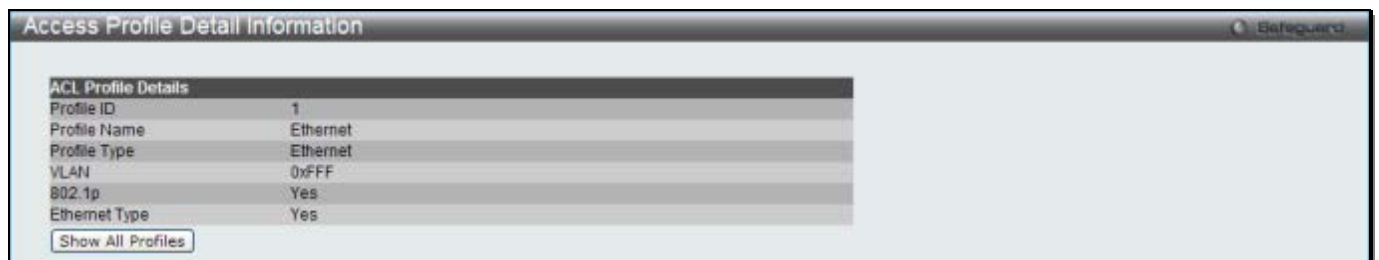 Access Profile Detail Information
Safeguard
ACL Profile Details
Profile ID 1
Profile Name Ethernet
Profile Type Ethernet
VLAN 0xFFF
802.1p Yes
Ethernet Type Yes
Show All Profiles